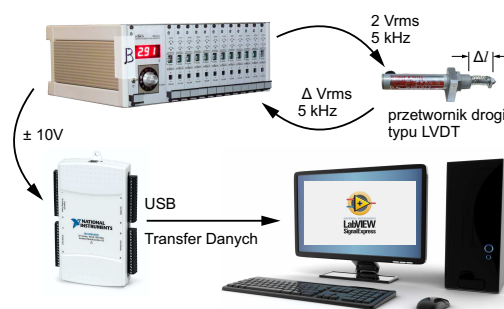 2 Vrms
5 kHz
Δl
B
291
Δ Vrms
5 kHz
przetwornik drogi
typu LVDT
± 10V
NATIONAL
INSTRUMENTS
USB
Transfer Danych
LabVIEW
SignalExpress